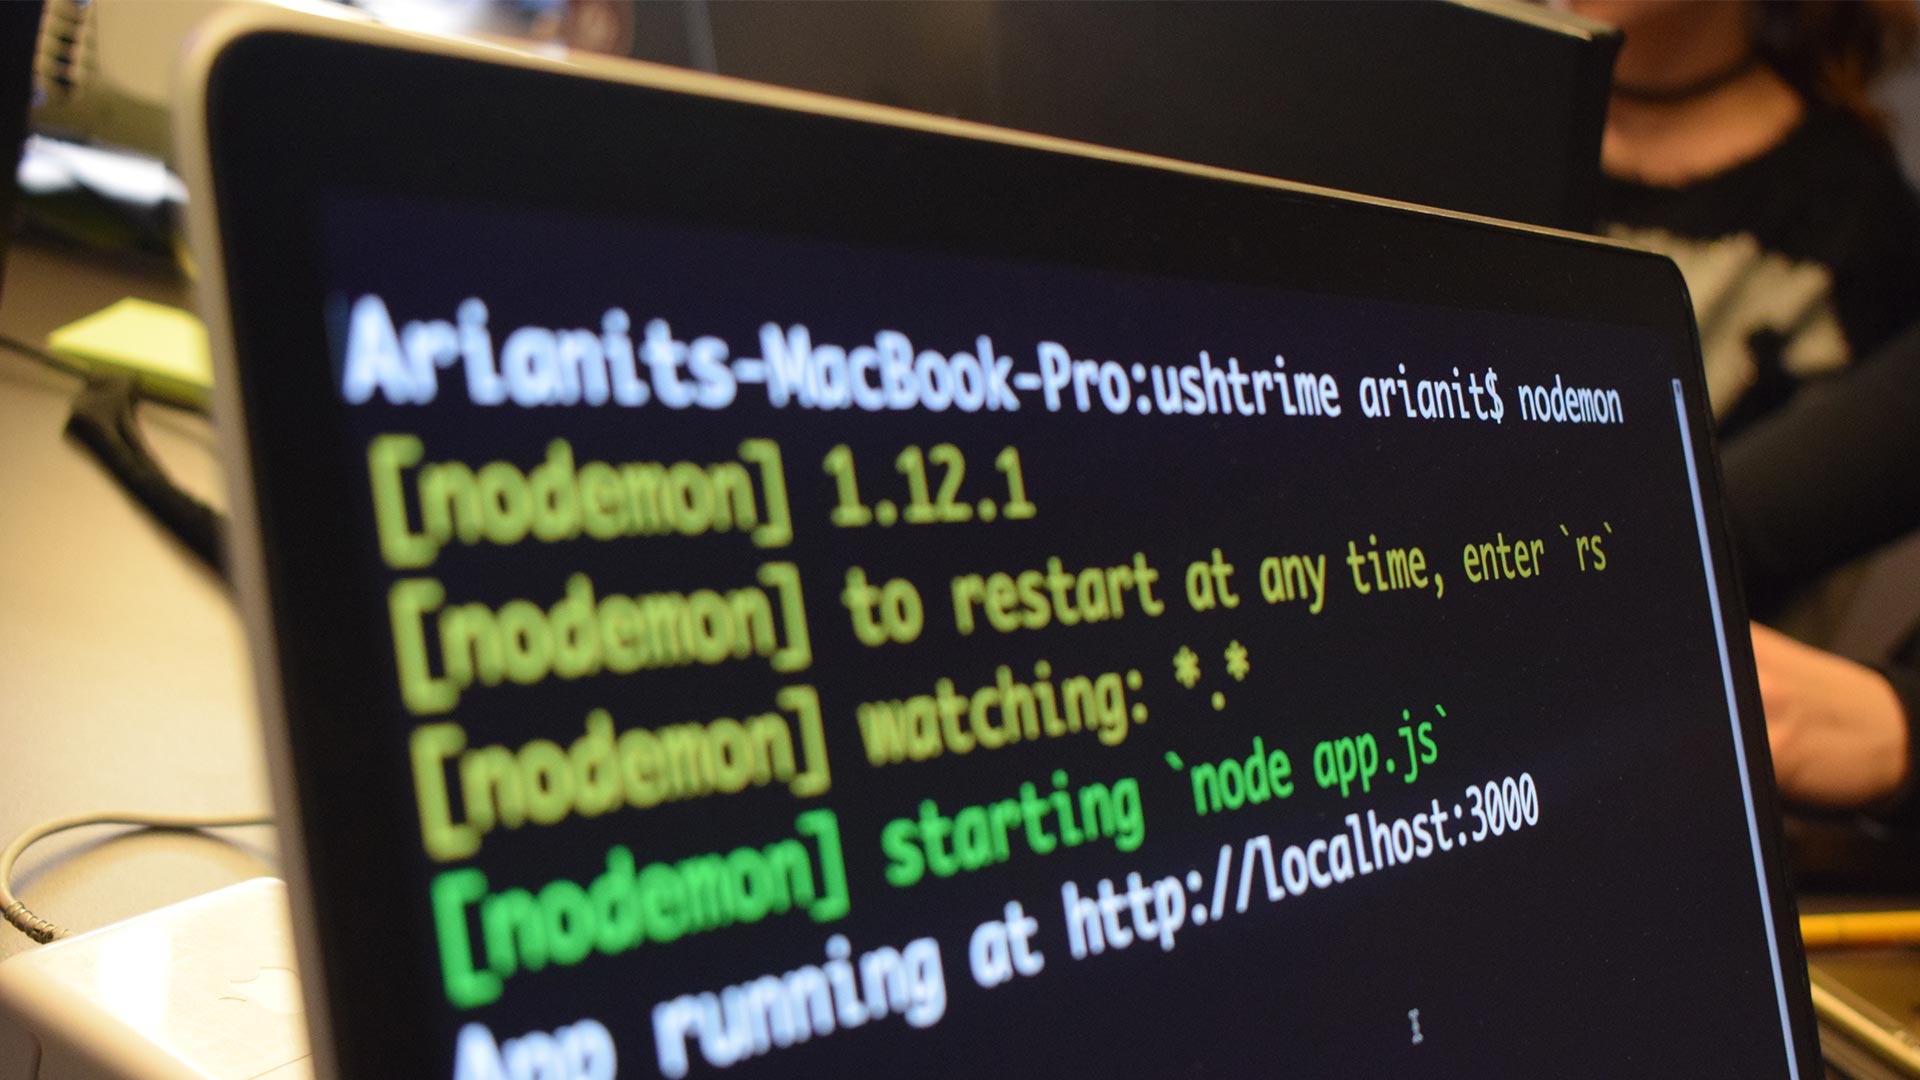 Arianits-MacBook-Pro:ushtrime arianit$ nodemon
[nodemon] 1.12.1
[nodemon] to restart at any time, enter `rs`
[nodemon] watching: *.*
[nodemon] starting `node app.js`
App running at http://localhost:3000